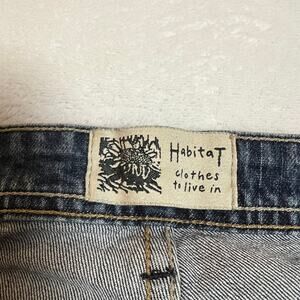 HabitaT
clothes
to live in